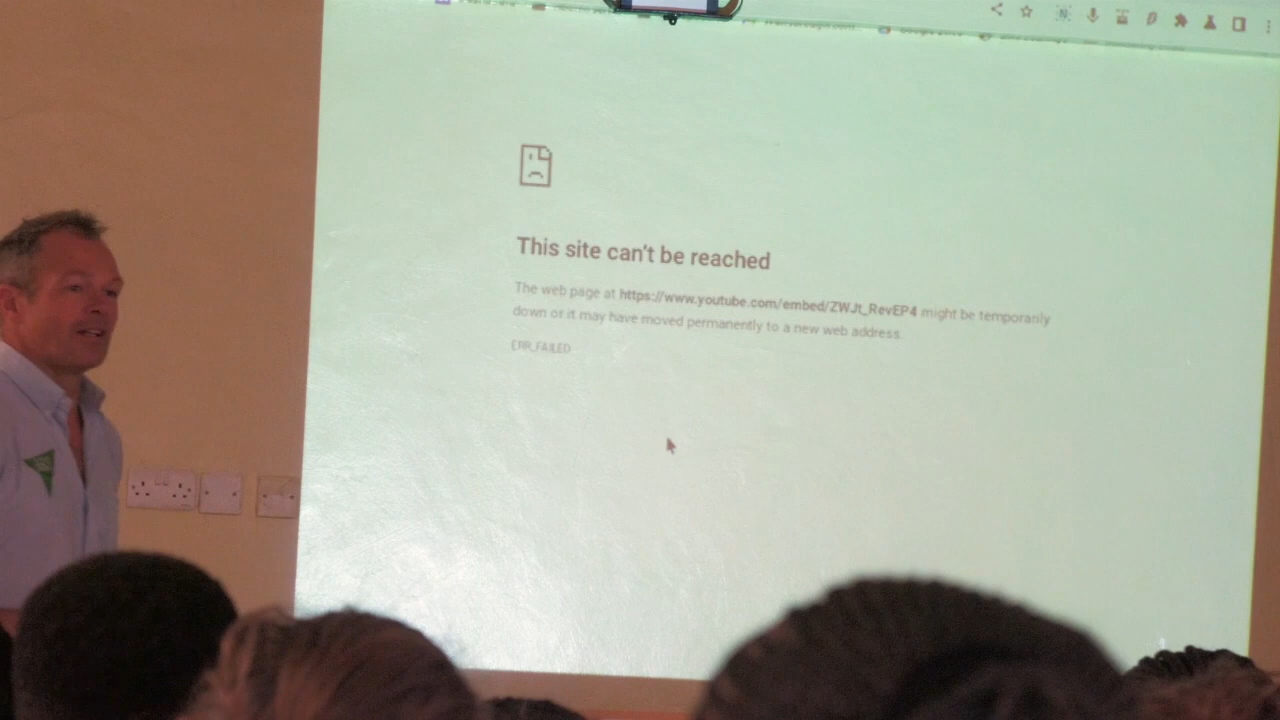 This site can't be reached
The web page at https://www.youtube.com/embed/ZWJt_RevEP4 might be temporarily
down or it may have moved permanently to a new web address.
ERR_FAILED